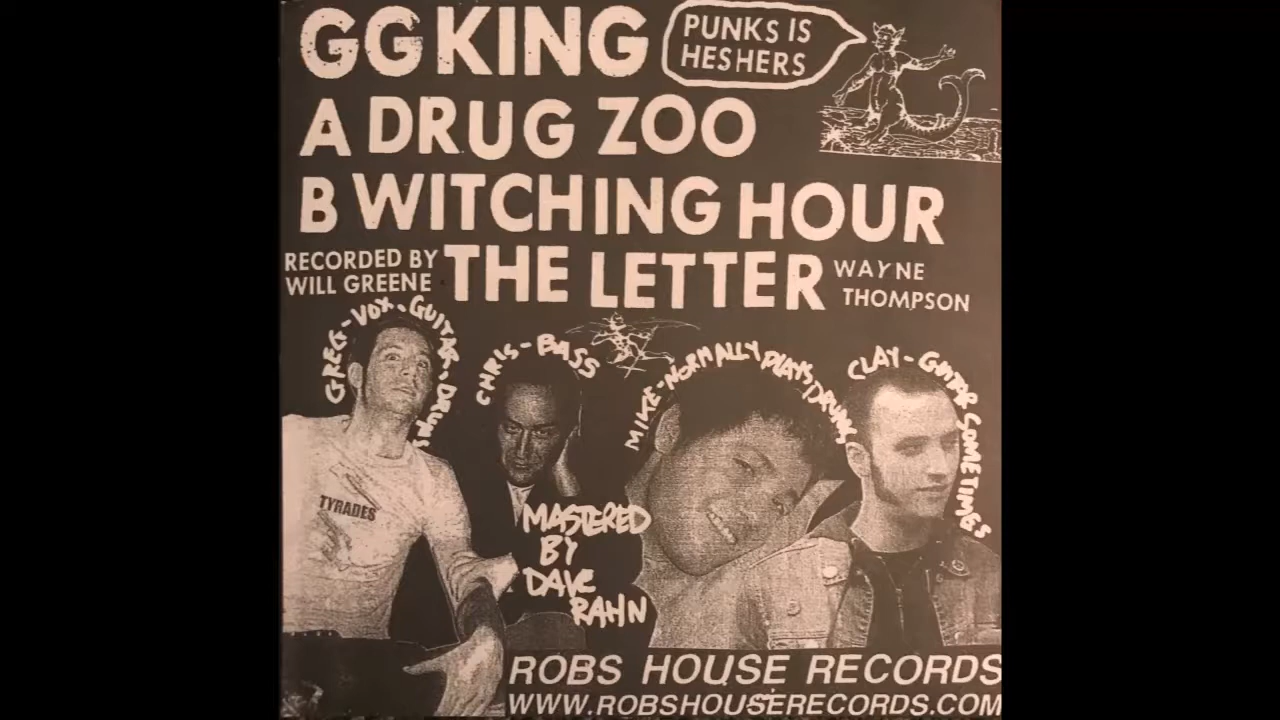 GG KING
PUNKS IS
HESHERS
A DRUG ZOO
B WITCHING HOUR
RECORDED BY
WILL GREENE
THE LETTER
WAYNE
THOMPSON
GREG-VOX-GUITAR-DRUMS
CHRIS-BASS
MIKE-NORMALLY PLAYS DRUMS
CLAY-GUITAR SOMETIMES
TYRADES
MASTERED
BY
DAVE
RAHN
ROBS HOUSE RECORDS
WWW.ROBSHOUSERECORDS.COM